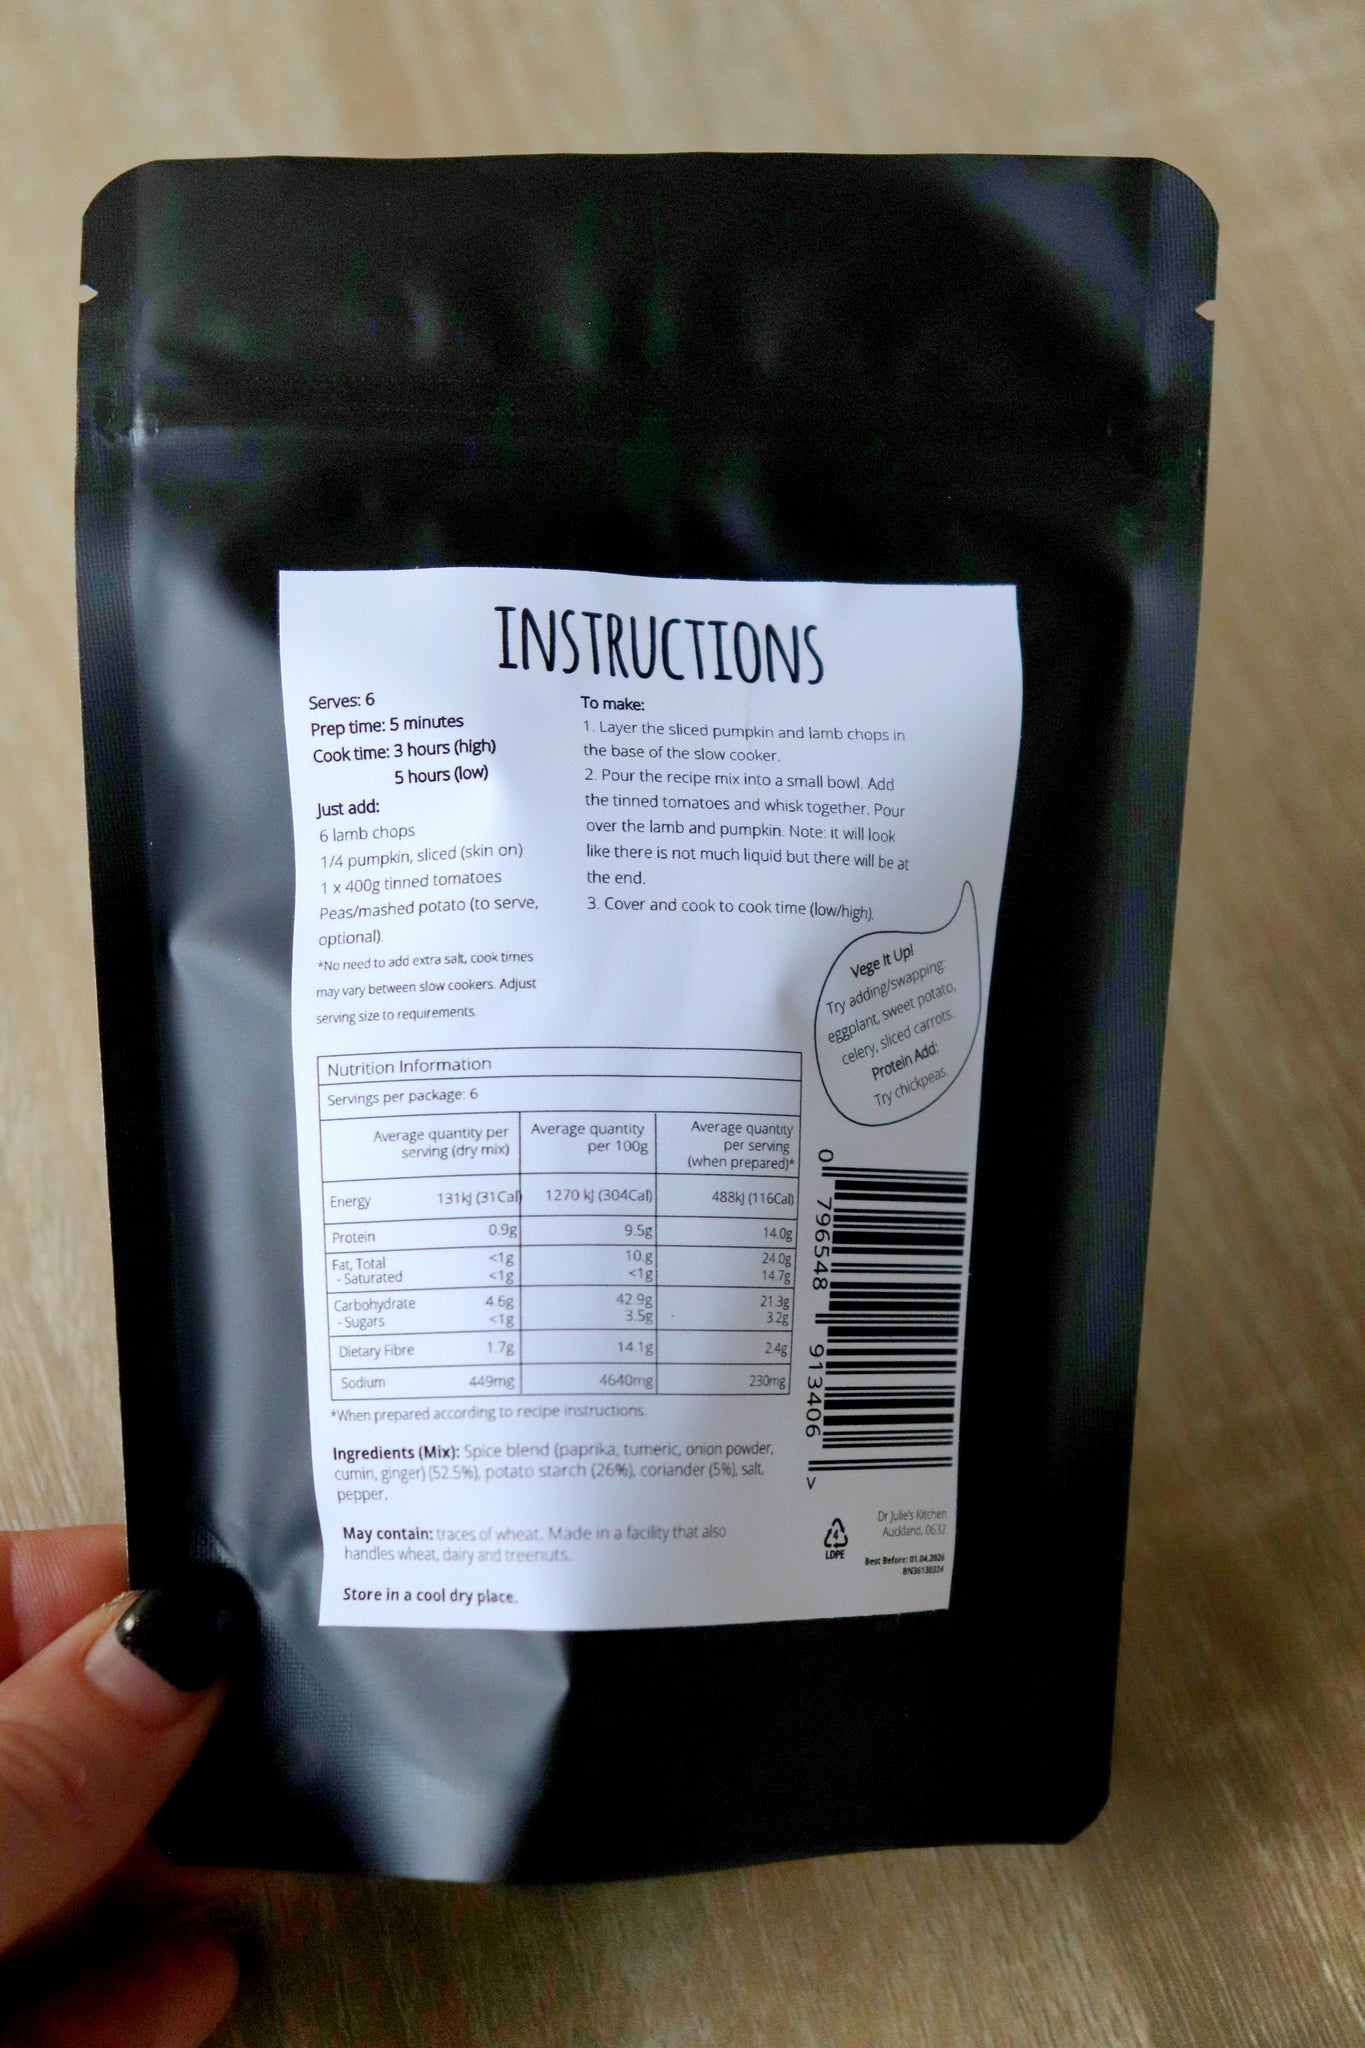 INSTRUCTIONS
Serves: 6
Prep time: 5 minutes
Cook time: 3 hours (high)
5 hours (low)
Just add:
6 lamb chops
1/4 pumpkin, sliced (skin on)
1 x 400g tinned tomatoes
Peas/mashed potato (to serve,
optional).
*No need to add extra salt, cook times
may vary between slow cookers. Adjust
serving size to requirements.
To make:
1. Layer the sliced pumpkin and lamb chops in
the base of the slow cooker.
2. Pour the recipe mix into a small bowl. Add
the tinned tomatoes and whisk together. Pour
over the lamb and pumpkin. Note: it will look
like there is not much liquid but there will be at
the end.
3. Cover and cook to cook time (low/high).
Vege It Up!
Try adding/swapping:
eggplant, sweet potato,
celery, sliced carrots.
Protein Add:
Try chickpeas.
Nutrition Information
Servings per package: 6
Average quantity per serving (dry mix) Average quantity per 100g Average quantity per serving (when prepared)*
Energy 131kJ (31Cal) 1270 kJ (304Cal) 488kJ (116Cal)
Protein 0.9g 9.5g 14.0g
Fat, Total <1g 10.g 24.0g
- Saturated <1g <1g 14.7g
Carbohydrate 4.6g 42.9g 21.3g
- Sugars <1g 3.5g 3.2g
Dietary Fibre 1.7g 14.1g 2.4g
Sodium 449mg 4640mg 230mg
*When prepared according to recipe instructions.
Ingredients (Mix): Spice blend (paprika, tumeric, onion powder,
cumin, ginger) (52.5%), potato starch (26%), coriander (5%), salt,
pepper.
May contain: traces of wheat. Made in a facility that also
handles wheat, dairy and treenuts.
Store in a cool dry place.
0 796548 913406 >
4
LDPE
Dr Julie's Kitchen
Auckland, 0632
Best Before: 01.04.2026
BN36130324